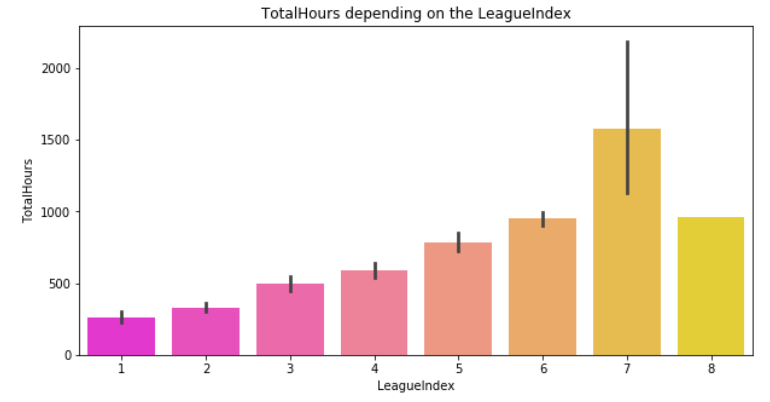 TotalHours depending on the LeagueIndex
2000
1500
1000
500
0
TotalHours
1 2 3 4 5 6 7 8
LeagueIndex